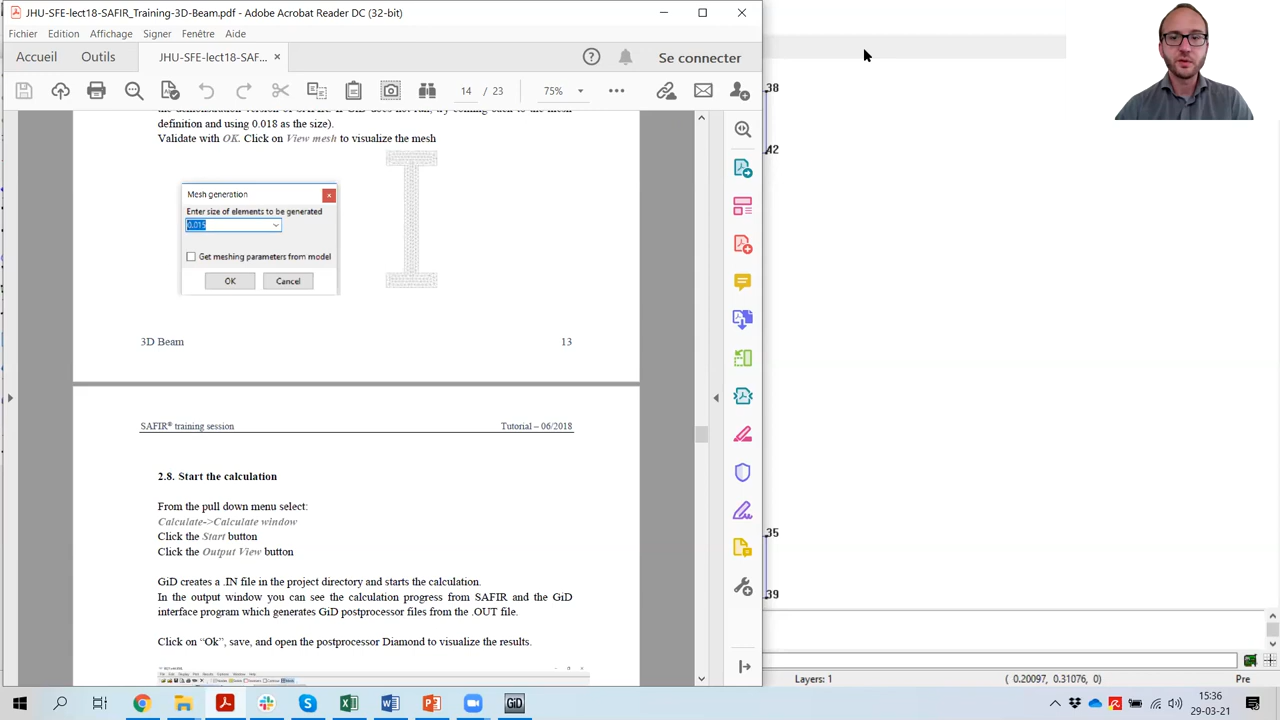 JHU-SFE-lect18-SAFIR_Training-3D-Beam.pdf - Adobe Acrobat Reader DC (32-bit)
Fichier Edition Affichage Signer Fenêtre Aide
Accueil Outils JHU-SFE-lect18-SAF... × Se connecter
14 / 23 75%
definition and using 0.018 as the size).
Validate with OK. Click on View mesh to visualize the mesh
Mesh generation
Enter size of elements to be generated
0.015
Get meshing parameters from model
OK Cancel
3D Beam 13
SAFIR® training session Tutorial – 06/2018
2.8. Start the calculation
From the pull down menu select:
Calculate->Calculate window
Click the Start button
Click the Output View button
GiD creates a .IN file in the project directory and starts the calculation.
In the output window you can see the calculation progress from SAFIR and the GiD
interface program which generates GiD postprocessor files from the .OUT file.
Click on “Ok”, save, and open the postprocessor Diamond to visualize the results.
38
42
35
39
Layers: 1 ( 0.20097, 0.31076, 0) Pre
GiD
15:36
29-03-21